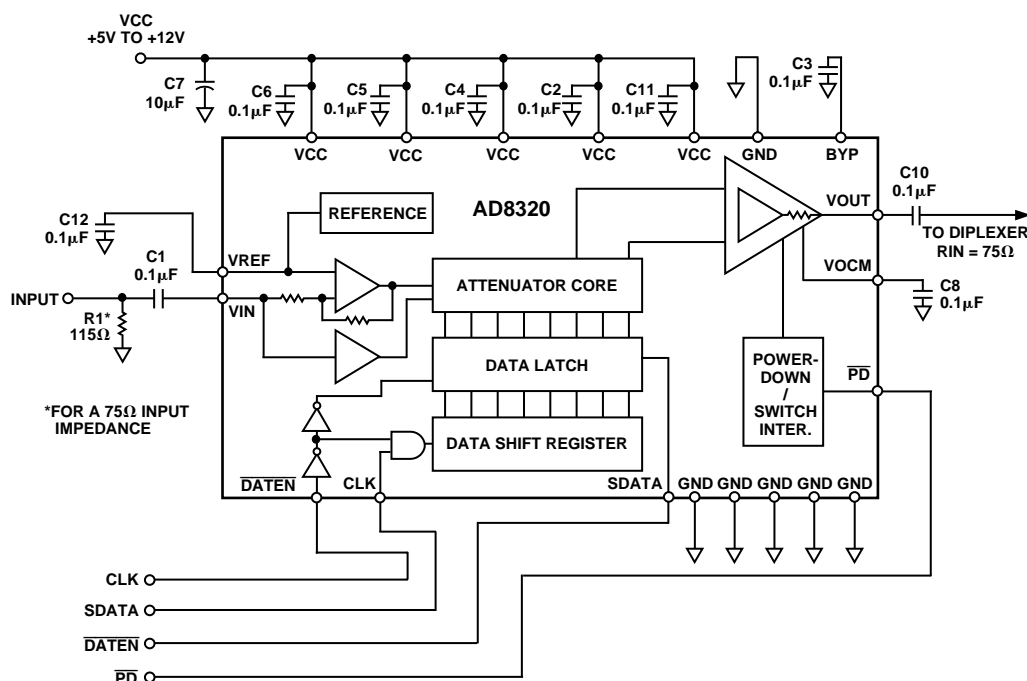 VCC
+5V TO +12V
C7
10µF
C6
0.1µF
C5
0.1µF
C4
0.1µF
C2
0.1µF
C11
0.1µF
C3
0.1µF
VCC
VCC
VCC
VCC
VCC
GND
BYP
C12
0.1µF
REFERENCE
AD8320
C10
0.1µF
VOUT
TO DIPLEXER
RIN = 75Ω
C1
0.1µF
VREF
INPUT
VIN
R1*
115Ω
ATTENUATOR CORE
VOCM
C8
0.1µF
DATA LATCH
POWER-
DOWN
/
SWITCH
INTER.
PD
*FOR A 75Ω INPUT
IMPEDANCE
DATA SHIFT REGISTER
DATEN
CLK
SDATA
GND
GND
GND
GND
GND
CLK
SDATA
DATEN
PD